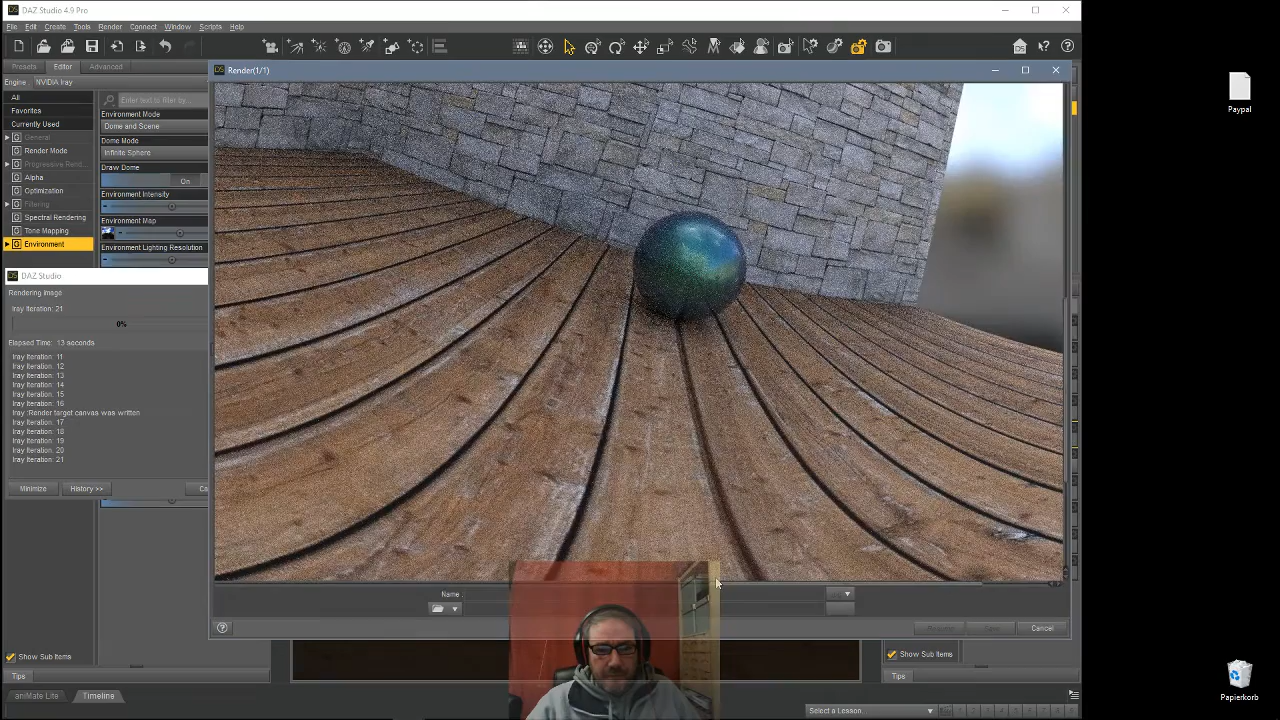 DAZ Studio 4.9 Pro
File Edit Create Tools Render Connect Window Scripts Help
Presets Editor Advanced
Engine : NVIDIA Iray
All
Favorites
Currently Used
General
Render Mode
Progressive Rend...
Alpha
Optimization
Filtering
Spectral Rendering
Tone Mapping
Environment
Enter text to filter by...
Environment Mode
Dome and Scene
Dome Mode
Infinite Sphere
Draw Dome
On
Environment Intensity
Environment Map
Environment Lighting Resolution
DAZ Studio
Rendering image
Iray Iteration: 21
0%
Elapsed Time: 13 seconds
Iray Iteration: 11
Iray Iteration: 12
Iray Iteration: 13
Iray Iteration: 14
Iray Iteration: 15
Iray Iteration: 16
Iray :Render target canvas was written
Iray Iteration: 17
Iray Iteration: 18
Iray Iteration: 19
Iray Iteration: 20
Iray Iteration: 21
Minimize History >> Ca
Render(1/1)
Name
Cancel
Show Sub Items
Tips
aniMate Lite Timeline
Show Sub Items
Tips
Select a Lesson...
Paypal
Papierkorb